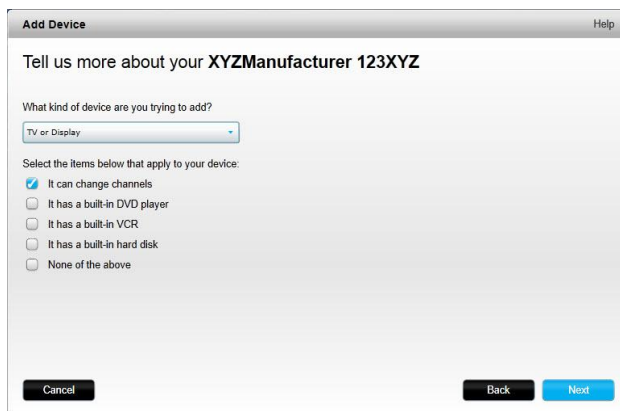 Add Device
Help
Tell us more about your XYZManufacturer 123XYZ
What kind of device are you trying to add?
TV or Display
Select the items below that apply to your device:
It can change channels
It has a built-in DVD player
It has a built-in VCR
It has a built-in hard disk
None of the above
Cancel
Back
Next